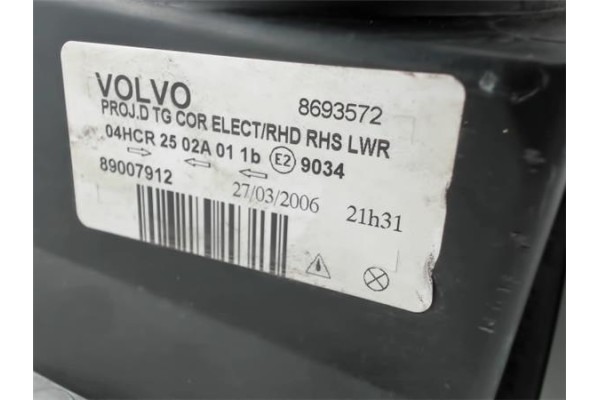 VOLVO 8693572
PROJ.D TG COR ELECT/RHD RHS LWR
04HCR 25 02A 01 1b E2 9034
89007912
27/03/2006 21h31